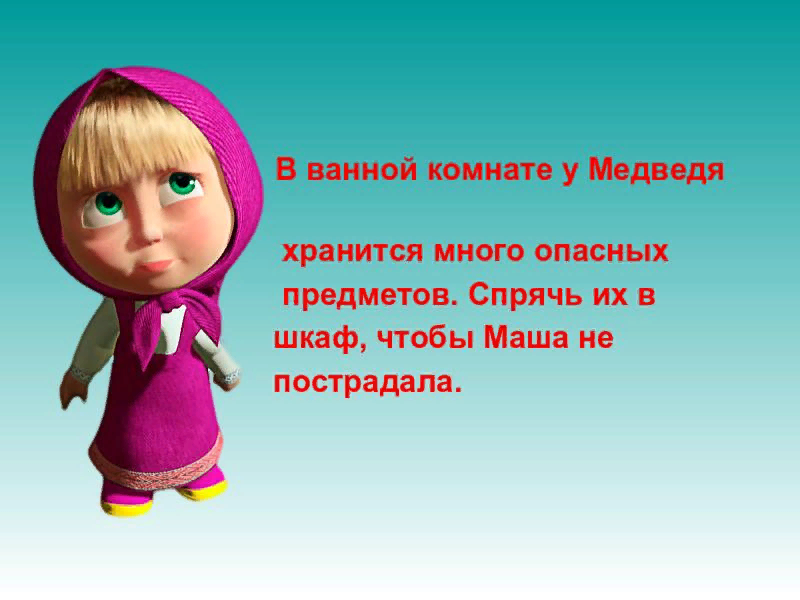 В ванной комнате у Медведя
хранится много опасных
предметов. Спрячь их в
шкаф, чтобы Маша не
пострадала.